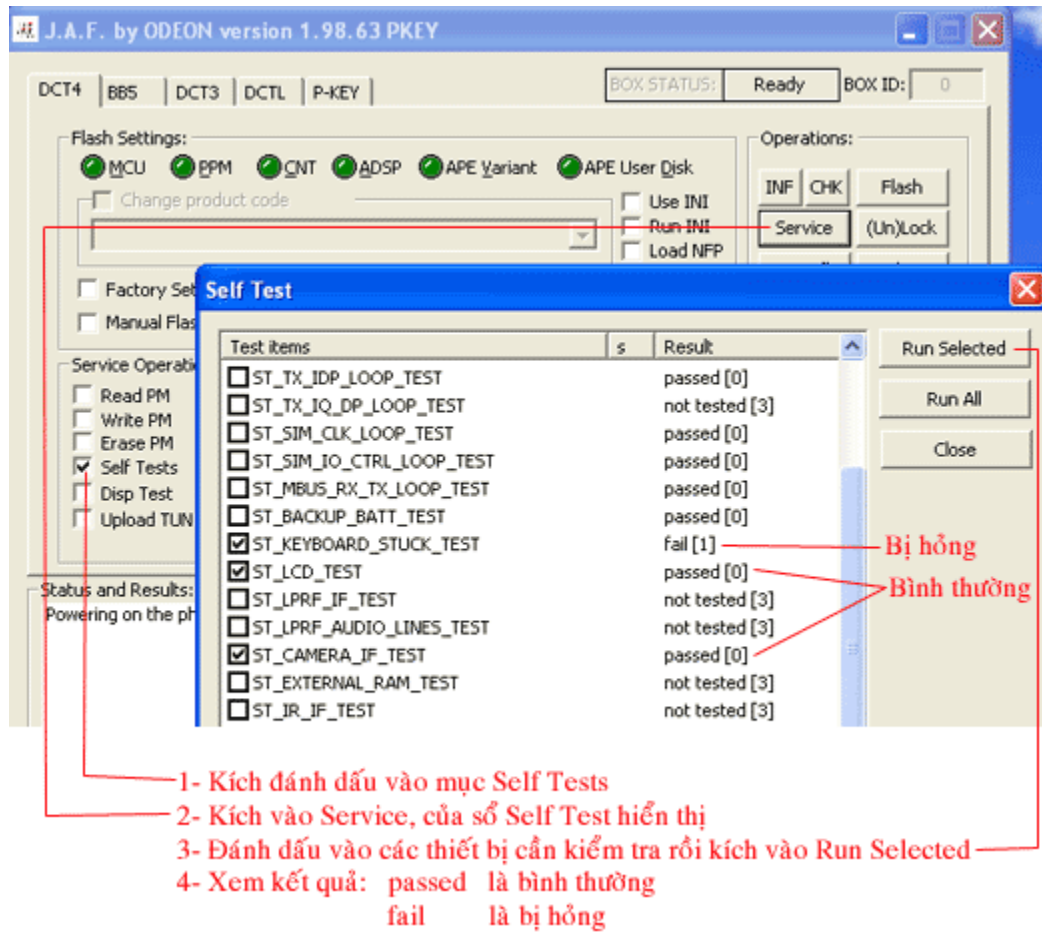 J.A.F. by ODEON version 1.98.63 PKEY
DCT4 BB5 DCT3 DCTL P-KEY
BOX STATUS: Ready BOX ID: 0
Flash Settings:
MCU PPM CNT ADSP APE Variant APE User Disk
Change product code
Use INI
Run INI
Load NFP
Operations:
INF CHK Flash
Service (Un)Lock
Factory Set
Manual Flas
Service Operati
Read PM
Write PM
Erase PM
Self Tests
Disp Test
Upload TUN
Status and Results:
Powering on the ph
Self Test
Test items s Result
ST_TX_IDP_LOOP_TEST passed [0]
ST_TX_IQ_DP_LOOP_TEST not tested [3]
ST_SIM_CLK_LOOP_TEST passed [0]
ST_SIM_IO_CTRL_LOOP_TEST passed [0]
ST_MBUS_RX_TX_LOOP_TEST passed [0]
ST_BACKUP_BATT_TEST passed [0]
ST_KEYBOARD_STUCK_TEST fail [1]
ST_LCD_TEST passed [0]
ST_LPRF_IF_TEST not tested [3]
ST_LPRF_AUDIO_LINES_TEST not tested [3]
ST_CAMERA_IF_TEST passed [0]
ST_EXTERNAL_RAM_TEST not tested [3]
ST_IR_IF_TEST not tested [3]
Run Selected
Run All
Close
Bị hỏng
Bình thường
1- Kích đánh dấu vào mục Self Tests
2- Kích vào Service, của sổ Self Test hiển thị
3- Đánh dấu vào các thiết bị cần kiểm tra rồi kích vào Run Selected
4- Xem kết quả: passed là bình thường
fail là bị hỏng